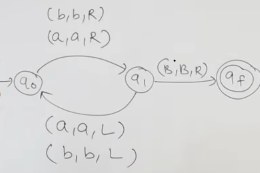 (b,b,R)
(a,a,R)
q0 q1 (B,B,R) qf
(a,a,L)
(b,b,L)